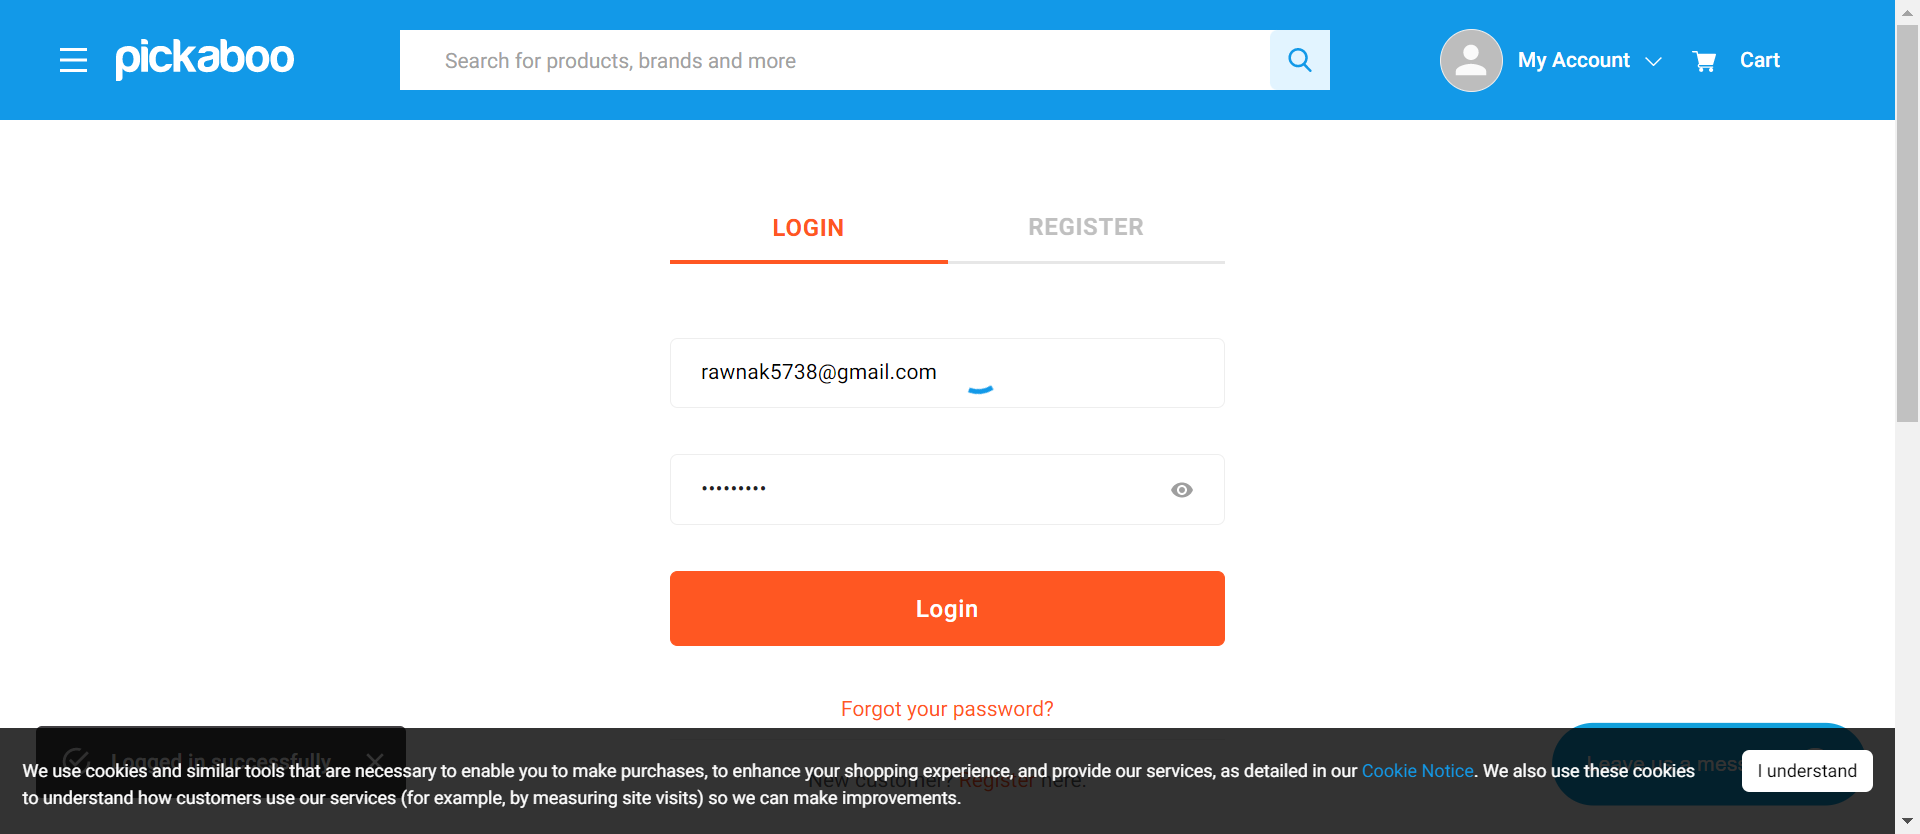 pickaboo
Search for products, brands and more
My Account
Cart
LOGIN
REGISTER
rawnak5738@gmail.com
•••••••••
Login
Forgot your password?
Logged in successfully
New customer? Register here.
Leave us a mess
We use cookies and similar tools that are necessary to enable you to make purchases, to enhance your shopping experience, and provide our services, as detailed in our Cookie Notice. We also use these cookies
to understand how customers use our services (for example, by measuring site visits) so we can make improvements.
I understand